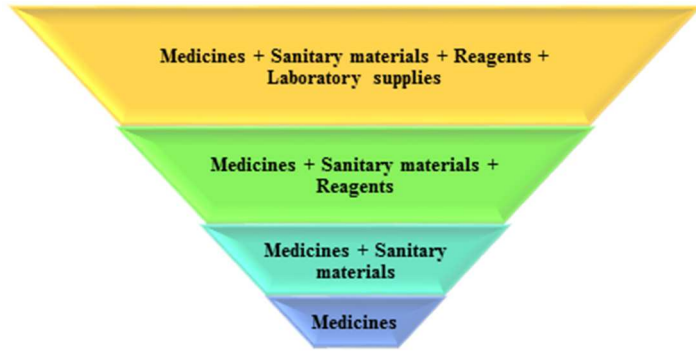 Medicines + Sanitary materials + Reagents +
Laboratory supplies
Medicines + Sanitary materials +
Reagents
Medicines + Sanitary
materials
Medicines